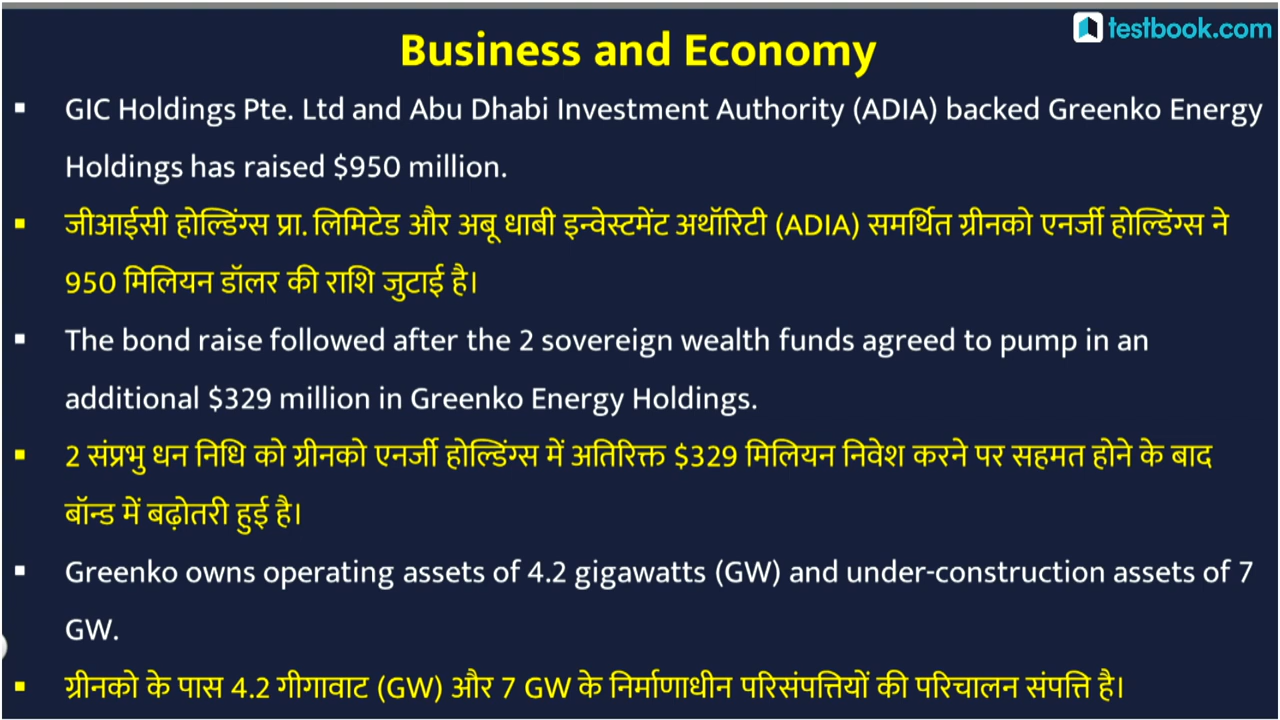 testbook.com
Business and Economy
▪ GIC Holdings Pte. Ltd and Abu Dhabi Investment Authority (ADIA) backed Greenko Energy
Holdings has raised $950 million.
▪ जीआईसी होल्डिंग्स प्रा. लिमिटेड और अबू धाबी इन्वेस्टमेंट अथॉरिटी (ADIA) समर्थित ग्रीनको एनर्जी होल्डिंग्स ने
950 मिलियन डॉलर की राशि जुटाई है।
▪ The bond raise followed after the 2 sovereign wealth funds agreed to pump in an
additional $329 million in Greenko Energy Holdings.
▪ 2 संप्रभु धन निधि को ग्रीनको एनर्जी होल्डिंग्स में अतिरिक्त $329 मिलियन निवेश करने पर सहमत होने के बाद
बॉन्ड में बढ़ोतरी हुई है।
▪ Greenko owns operating assets of 4.2 gigawatts (GW) and under-construction assets of 7
GW.
▪ ग्रीनको के पास 4.2 गीगावाट (GW) और 7 GW के निर्माणाधीन परिसंपत्तियों की परिचालन संपत्ति है।